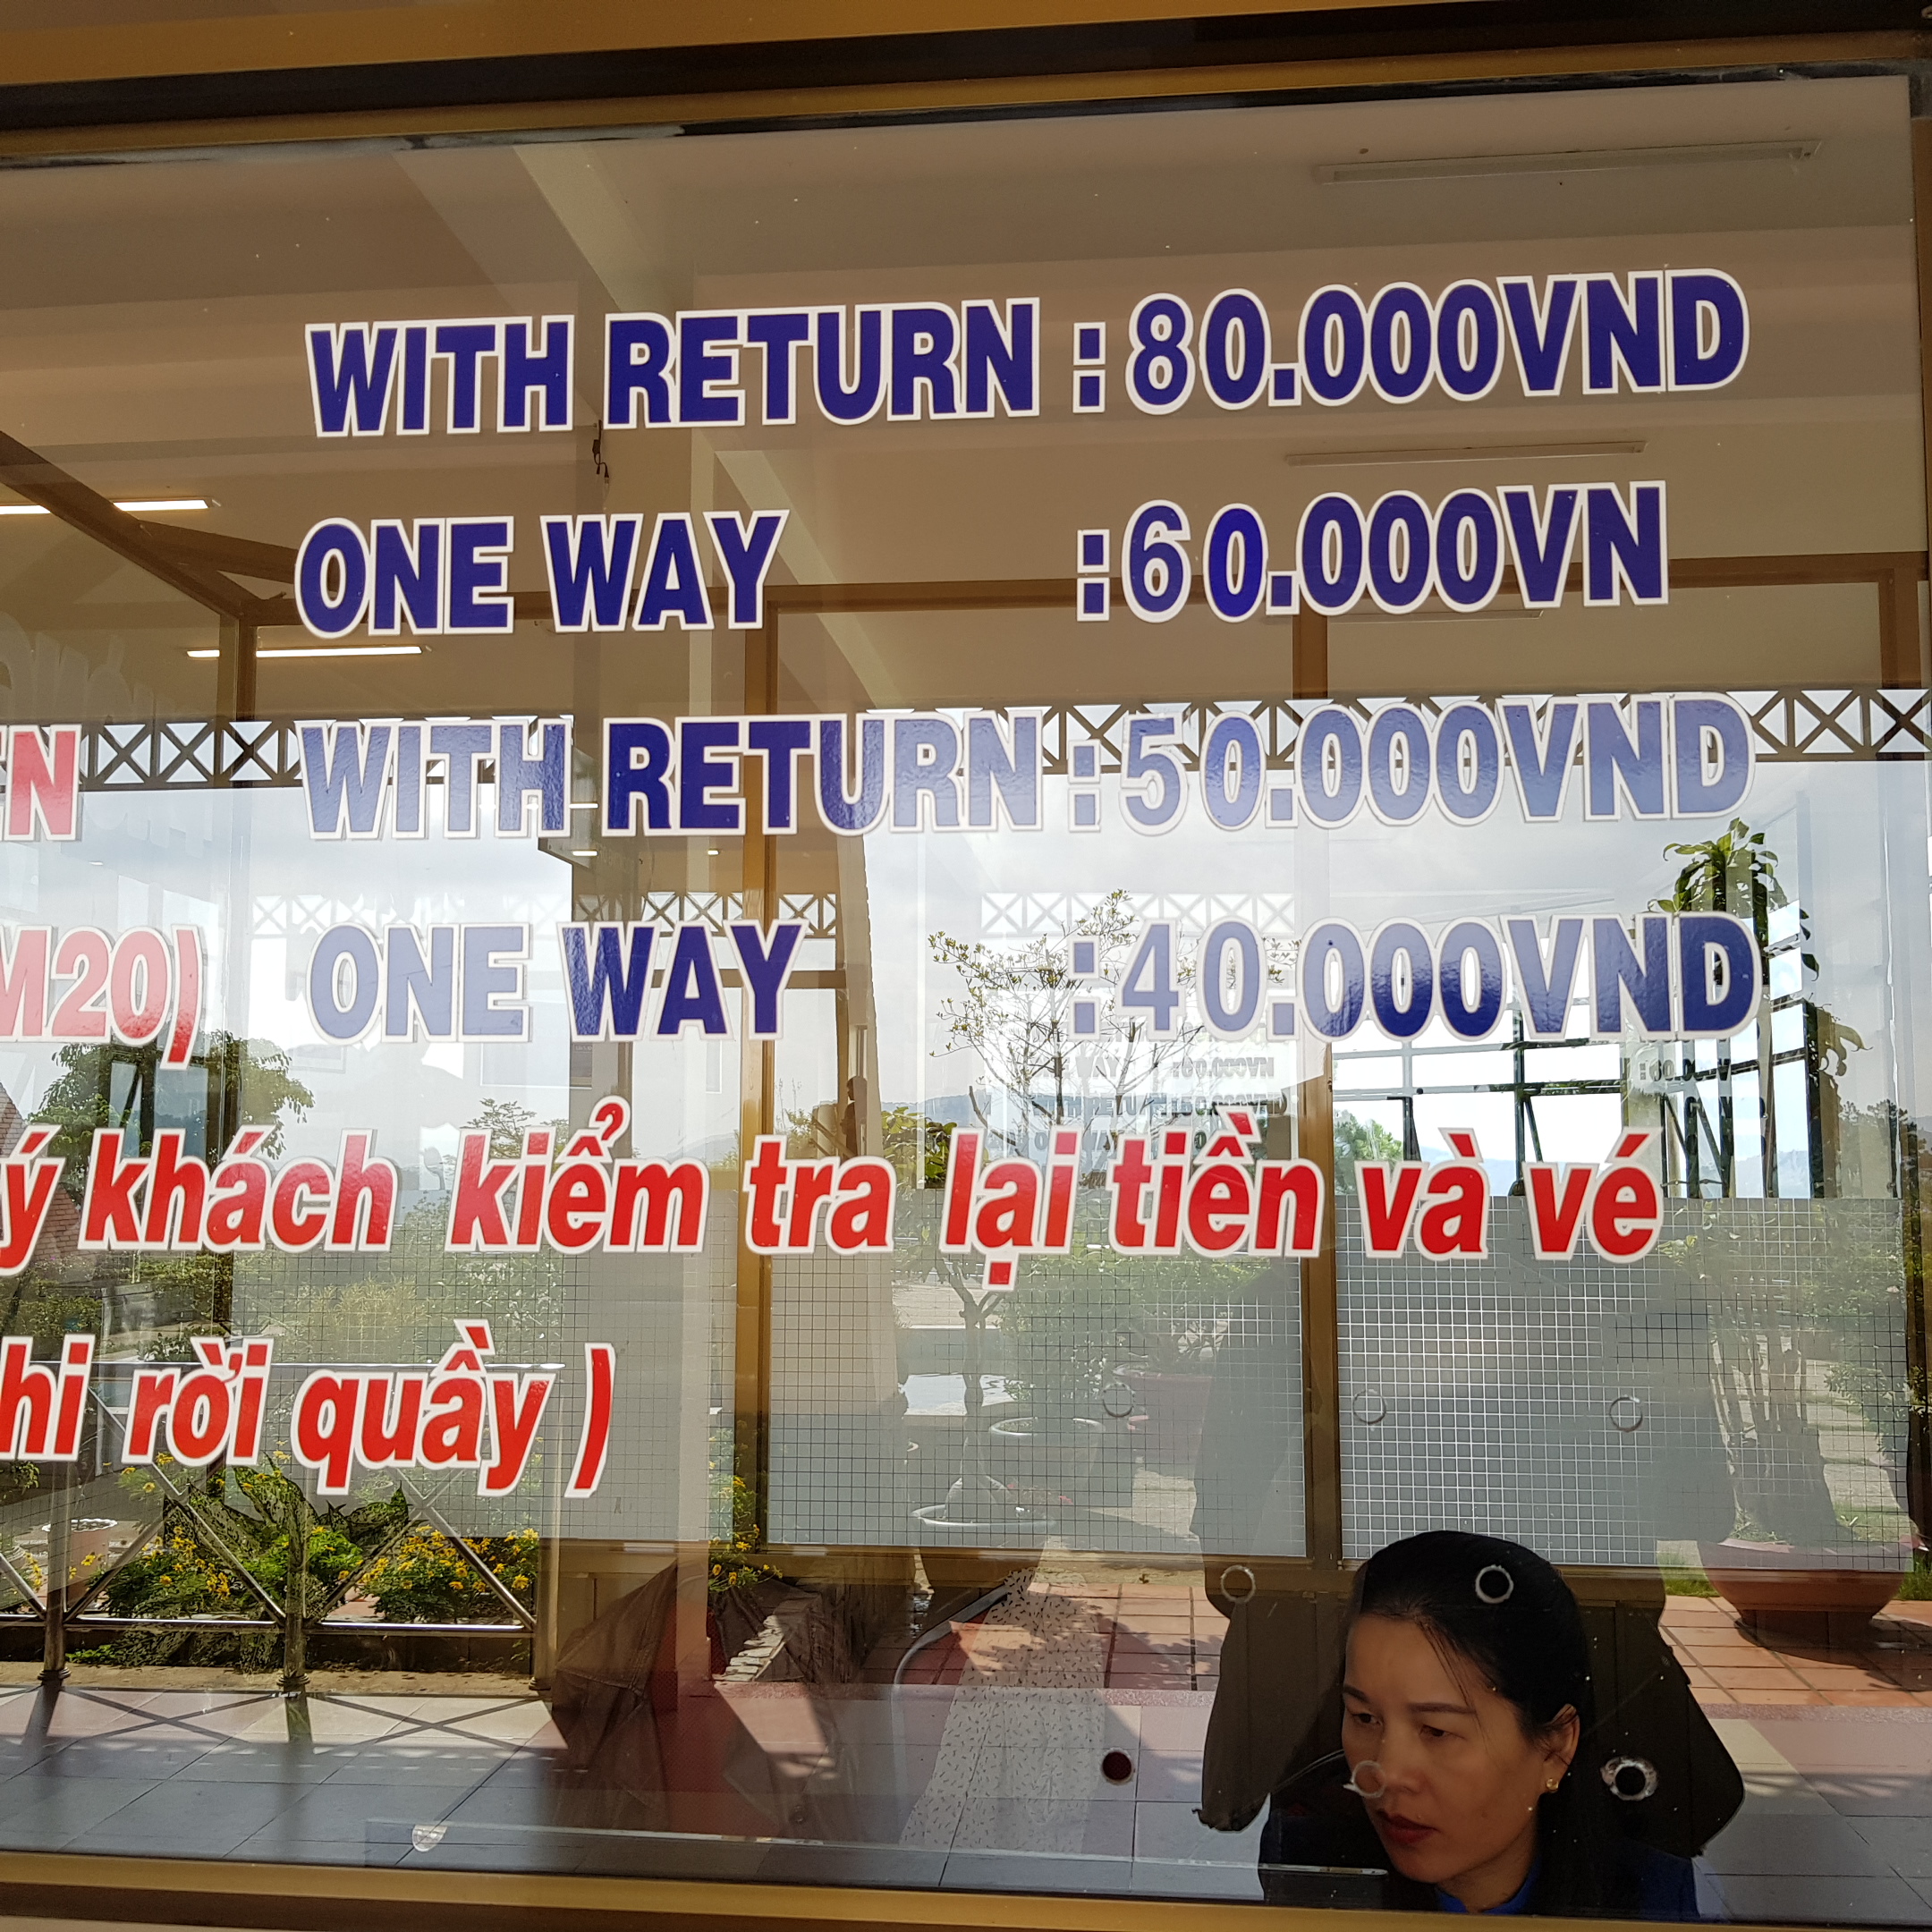 WITH RETURN : 80.000VND
ONE WAY : 60.000VN
WITH RETURN : 50.000VND
M20) ONE WAY : 40.000VND
khách kiểm tra lại tiền và vé
rời quầy )